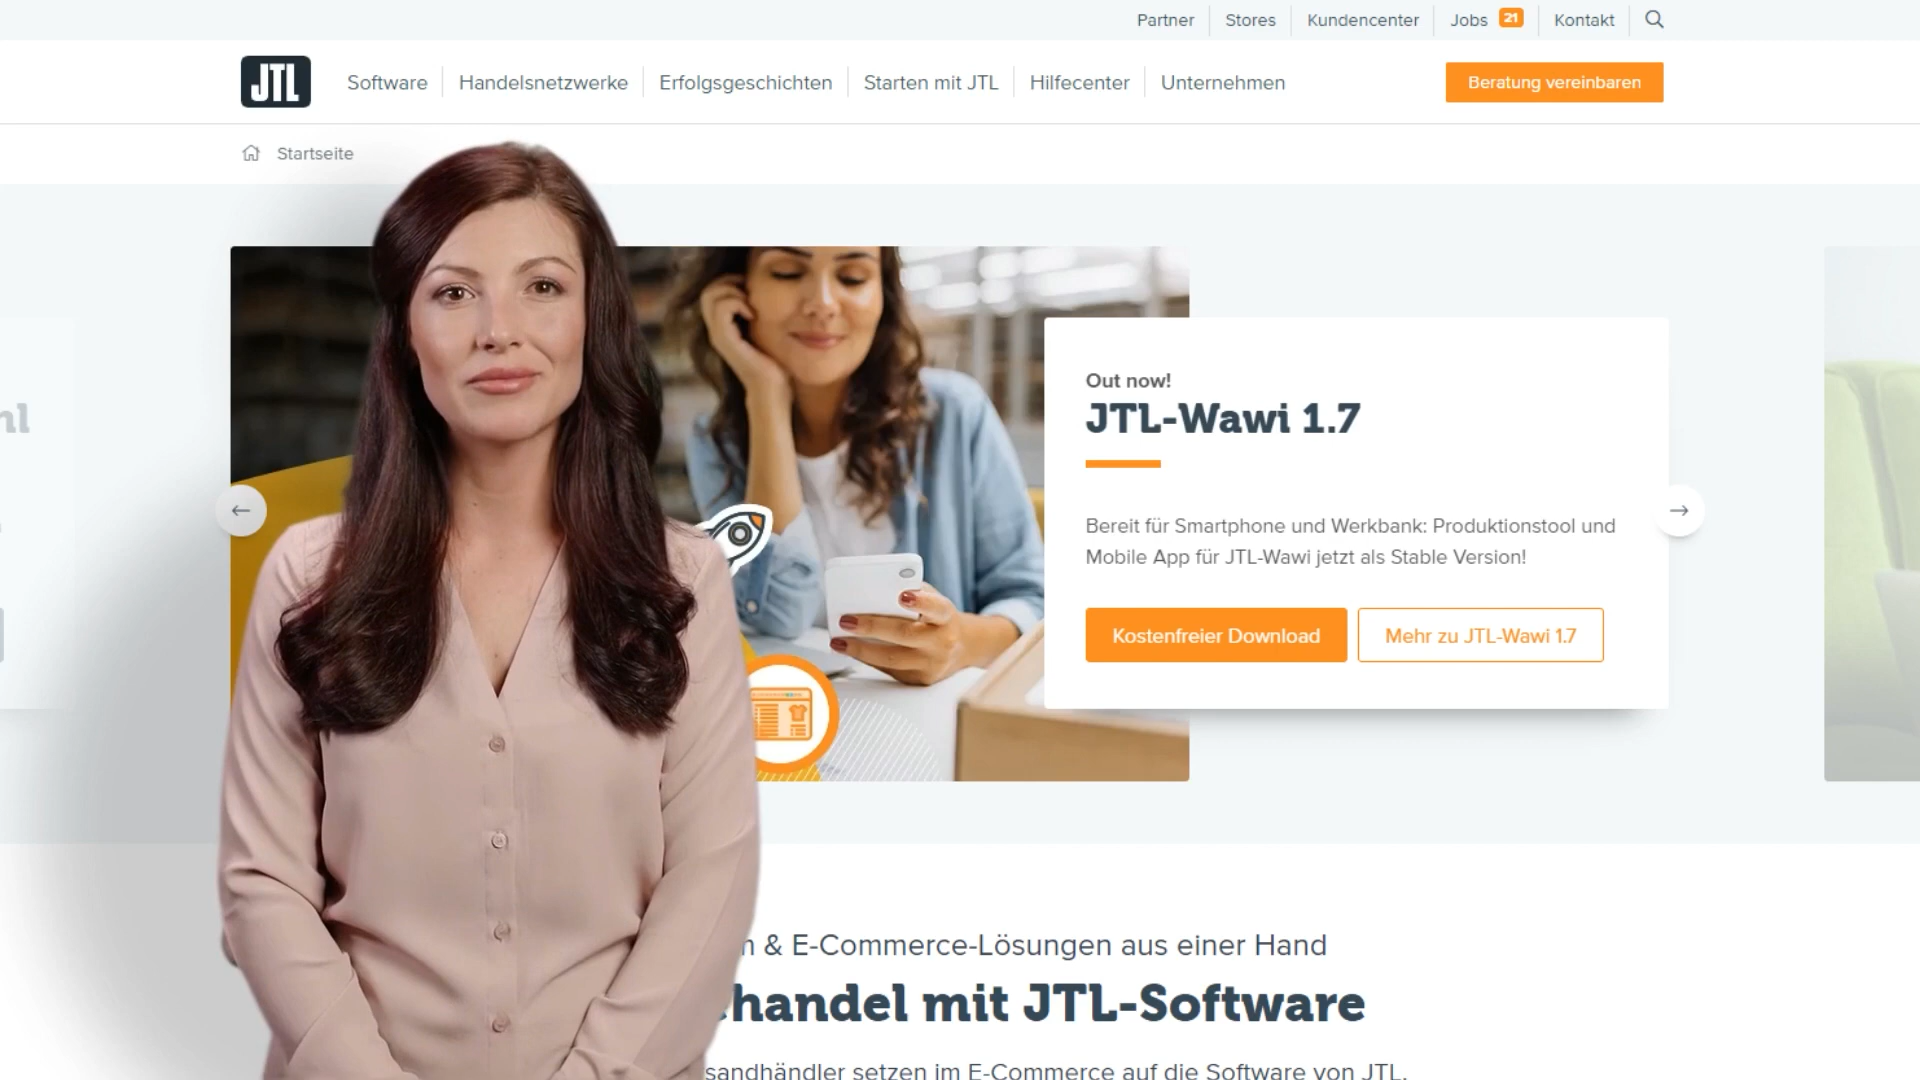 Partner Stores Kundencenter Jobs 21 Kontakt
JTL Software Handelsnetzwerke Erfolgsgeschichten Starten mit JTL Hilfecenter Unternehmen Beratung vereinbaren
Startseite
Out now!
JTL-Wawi 1.7
Bereit für Smartphone und Werkbank: Produktionstool und
Mobile App für JTL-Wawi jetzt als Stable Version!
Kostenfreier Download Mehr zu JTL-Wawi 1.7
& E-Commerce-Lösungen aus einer Hand
handel mit JTL-Software
sandhändler setzen im E-Commerce auf die Software von JTL.